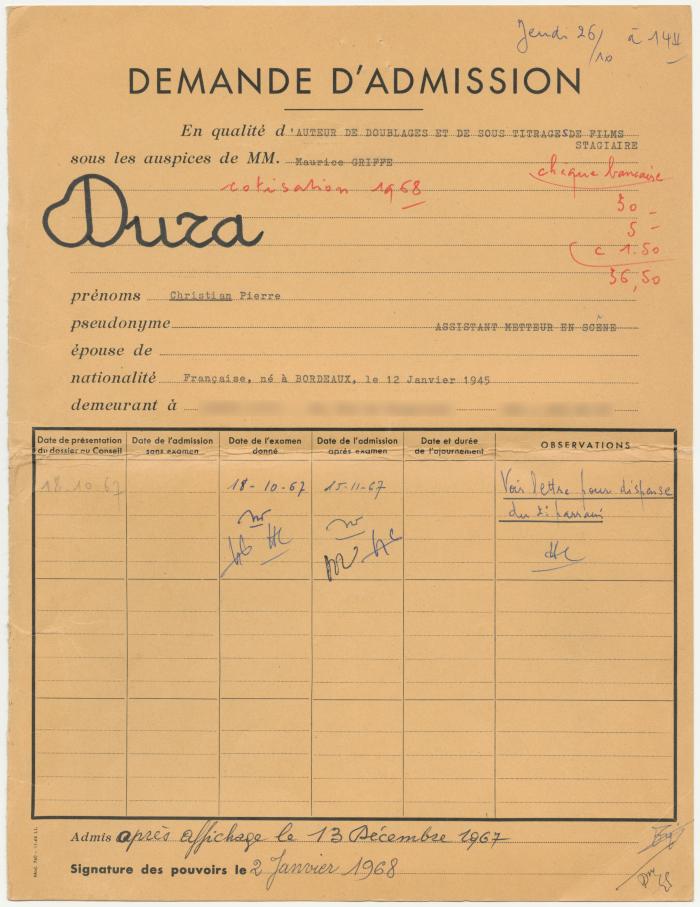 Jeudi 26/10 à 14H
DEMANDE D'ADMISSION
En qualité d'AUTEUR DE DOUBLAGES ET DE SOUS TITRAGES DE FILMS
STAGIAIRE
sous les auspices de MM. Maurice GRIFFE
chèque bancaire
cotisation 1968
Duza
50 -
5 -
c 1.50
56,50
prénoms Christian Pierre
pseudonyme ASSISTANT METTEUR EN SCÈNE
épouse de
nationalité Française, né à BORDEAUX, le 12 Janvier 1945
demeurant à
Date de présentation du dossier au Conseil
Date de l'admission sans examen
Date de l'examen donné
Date de l'admission après examen
Date et durée de l'ajournement
OBSERVATIONS
18.10.67
18-10-67
15-11-67
Voir lettre pour dispense
du 2e parrain
Admis après affichage le 13 Décembre 1967
Signature des pouvoirs le 2 Janvier 1968